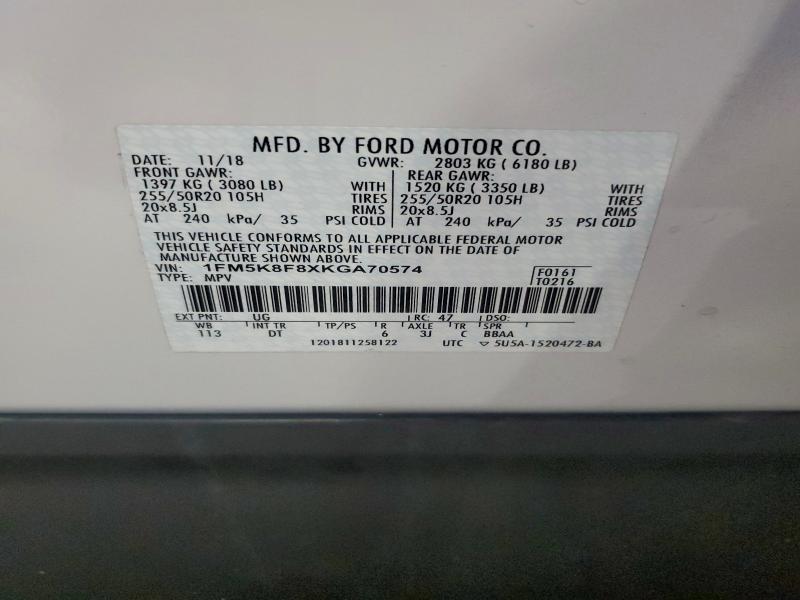 MFD. BY FORD MOTOR CO.
DATE: 11/18 GVWR: 2803 KG ( 6180 LB)
FRONT GAWR: REAR GAWR:
1397 KG ( 3080 LB) WITH 1520 KG ( 3350 LB) WITH
255/50R20 105H TIRES 255/50R20 105H TIRES
20x8.5J RIMS 20x8.5J RIMS
AT 240 kPa/ 35 PSI COLD AT 240 kPa/ 35 PSI COLD
THIS VEHICLE CONFORMS TO ALL APPLICABLE FEDERAL MOTOR
VEHICLE SAFETY STANDARDS IN EFFECT ON THE DATE OF
MANUFACTURE SHOWN ABOVE.
VIN: 1FM5K8F8XKGA70574 F0161
TYPE: MPV T0216
EXT PNT: UG RC: 47 DSO:
WB INT TR TP/PS R AXLE TR SPR
113 DT 6 3J C BBAA
1201811258122 UTC ▽ 5U5A-1520472-BA